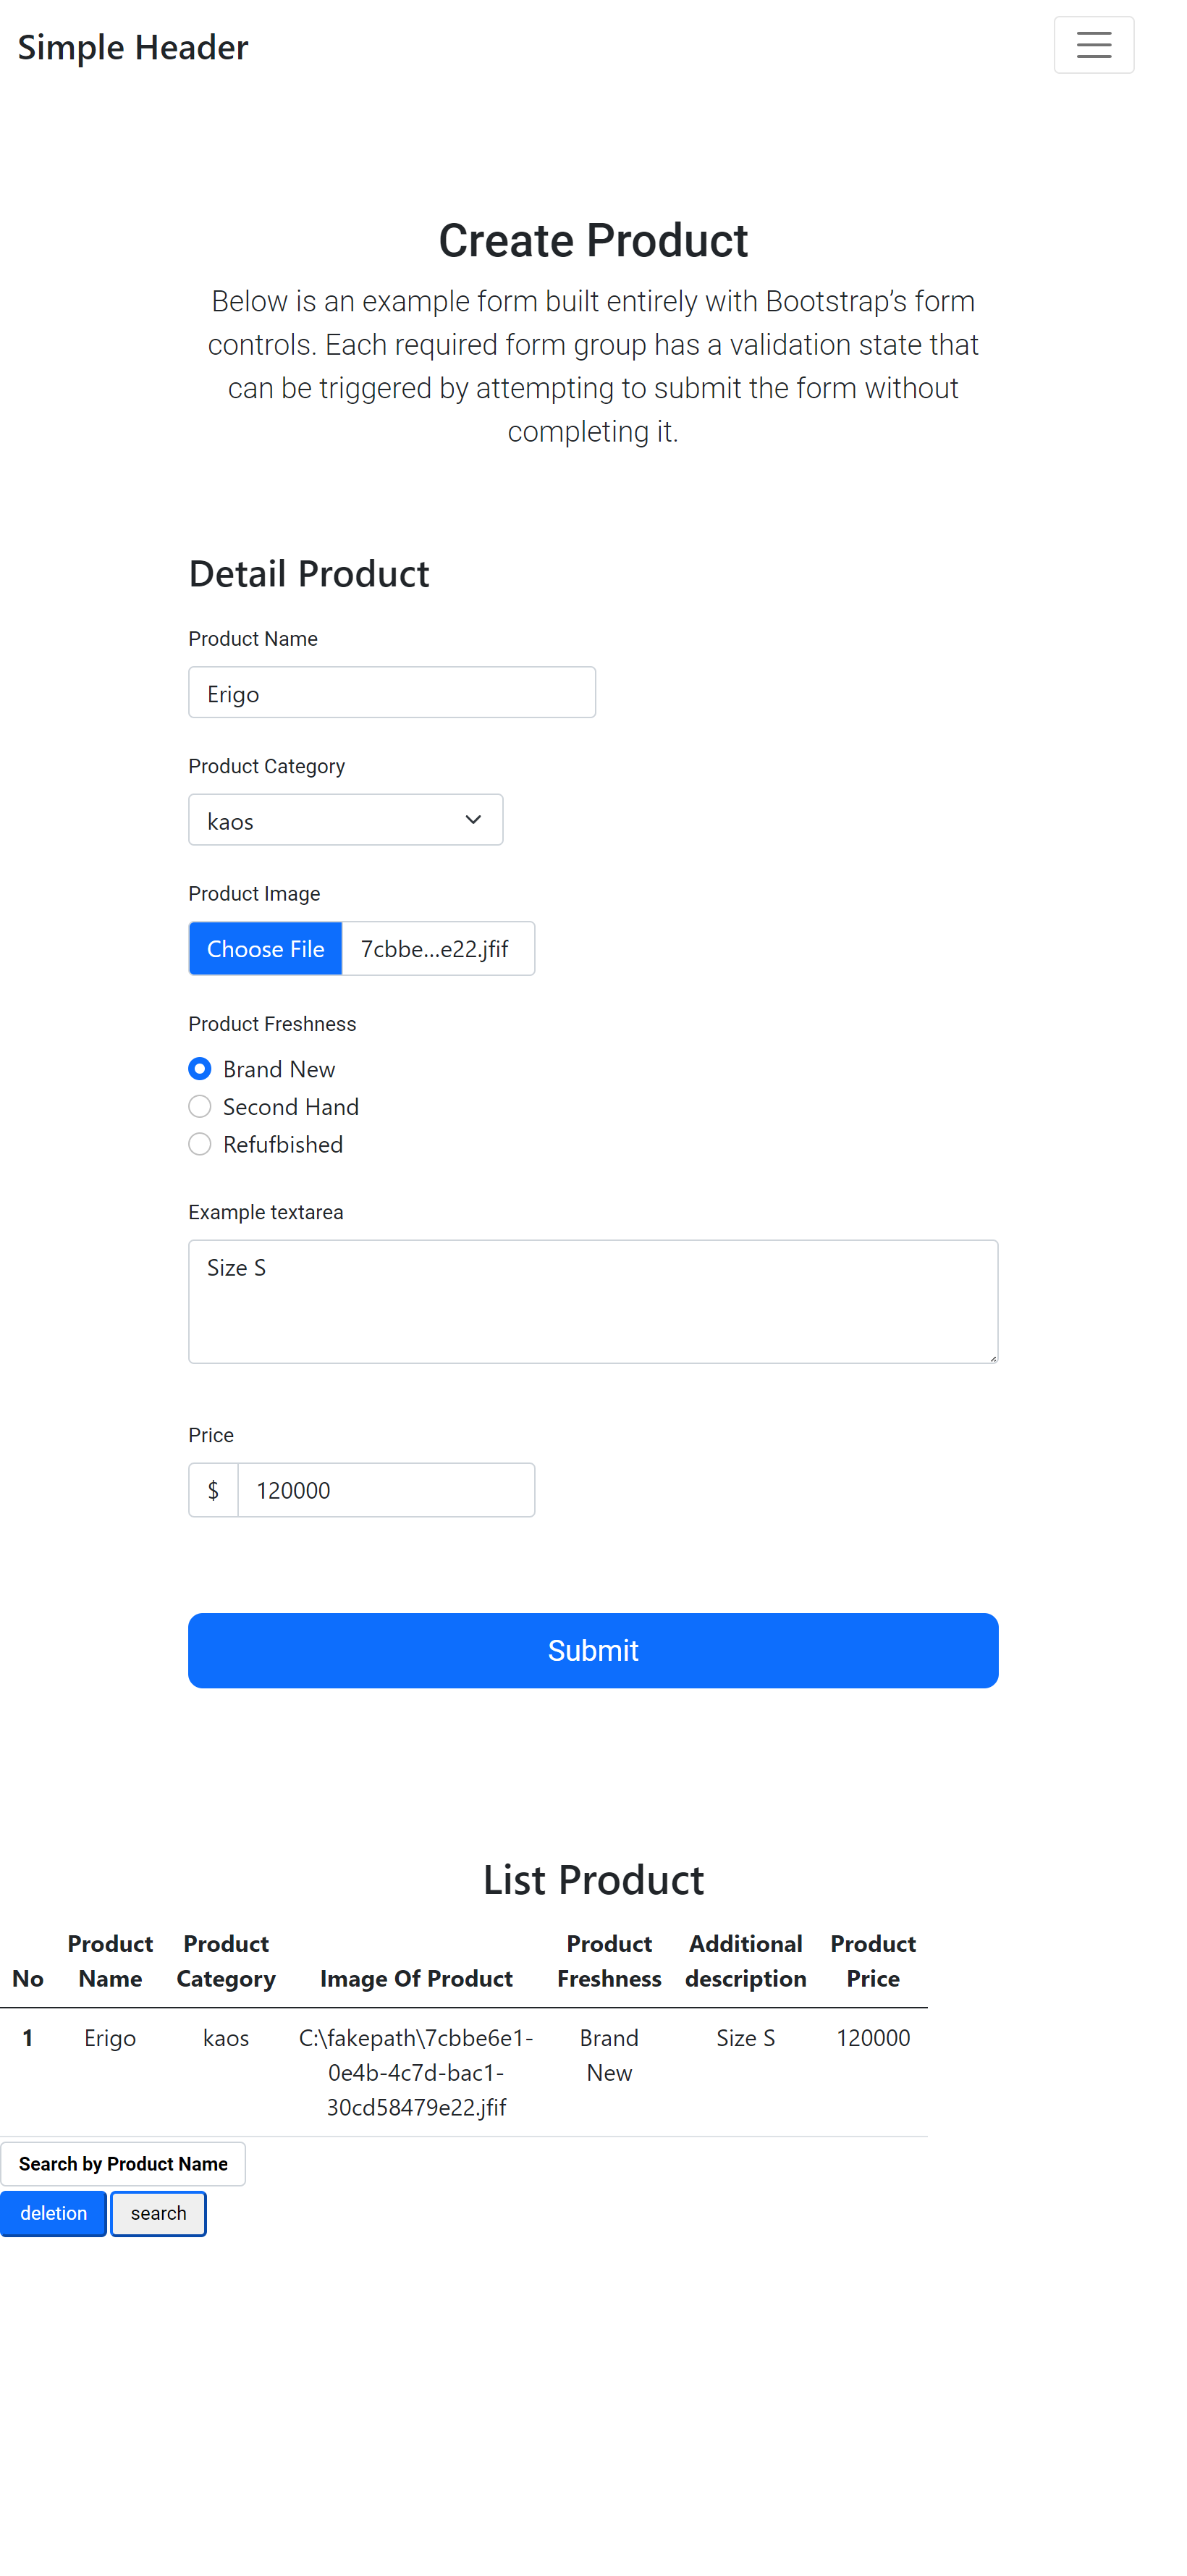 Simple Header
Create Product
Below is an example form built entirely with Bootstrap’s form
controls. Each required form group has a validation state that
can be triggered by attempting to submit the form without
completing it.
Detail Product
Product Name
Erigo
Product Category
kaos
Product Image
Choose File 7cbbe...e22.jfif
Product Freshness
Brand New
Second Hand
Refufbished
Example textarea
Size S
Price
$ 120000
Submit
List Product
No Product Name Product Category Image Of Product Product Freshness Additional description Product Price
1 Erigo kaos C:\fakepath\7cbbe6e1-0e4b-4c7d-bac1-30cd58479e22.jfif Brand New Size S 120000
Search by Product Name
deletion search